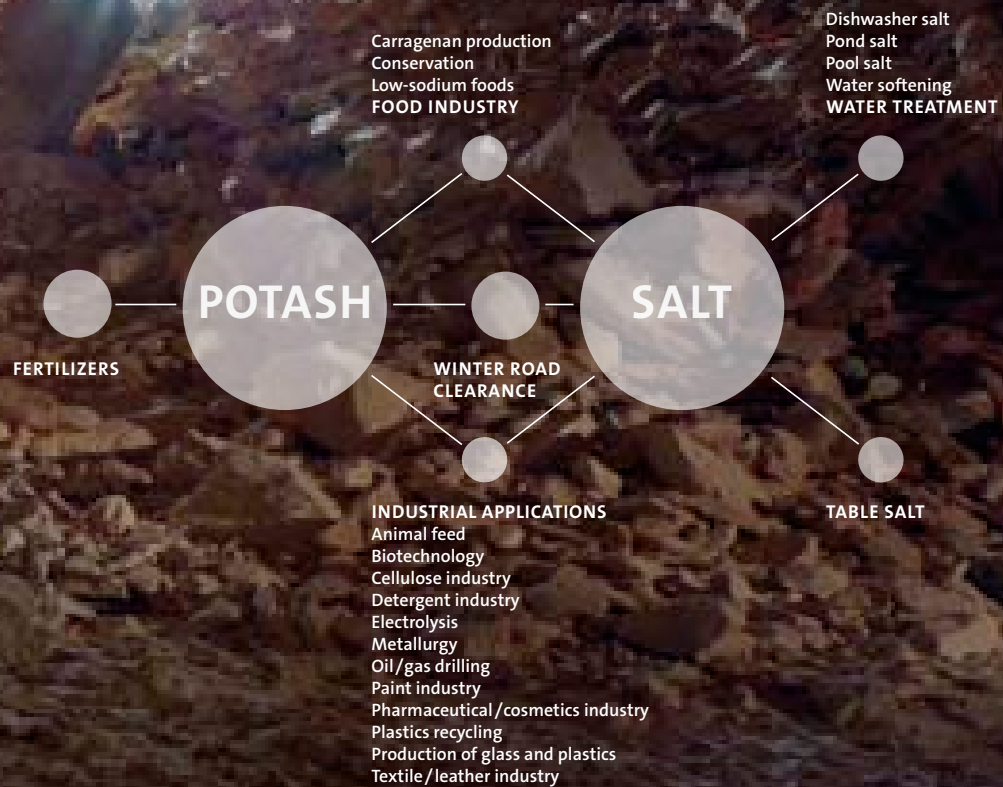 Carragenan production
Conservation
Low-sodium foods
FOOD INDUSTRY
Dishwasher salt
Pond salt
Pool salt
Water softening
WATER TREATMENT
POTASH
SALT
FERTILIZERS
WINTER ROAD
CLEARANCE
INDUSTRIAL APPLICATIONS
Animal feed
Biotechnology
Cellulose industry
Detergent industry
Electrolysis
Metallurgy
Oil/gas drilling
Paint industry
Pharmaceutical/cosmetics industry
Plastics recycling
Production of glass and plastics
Textile/leather industry
TABLE SALT